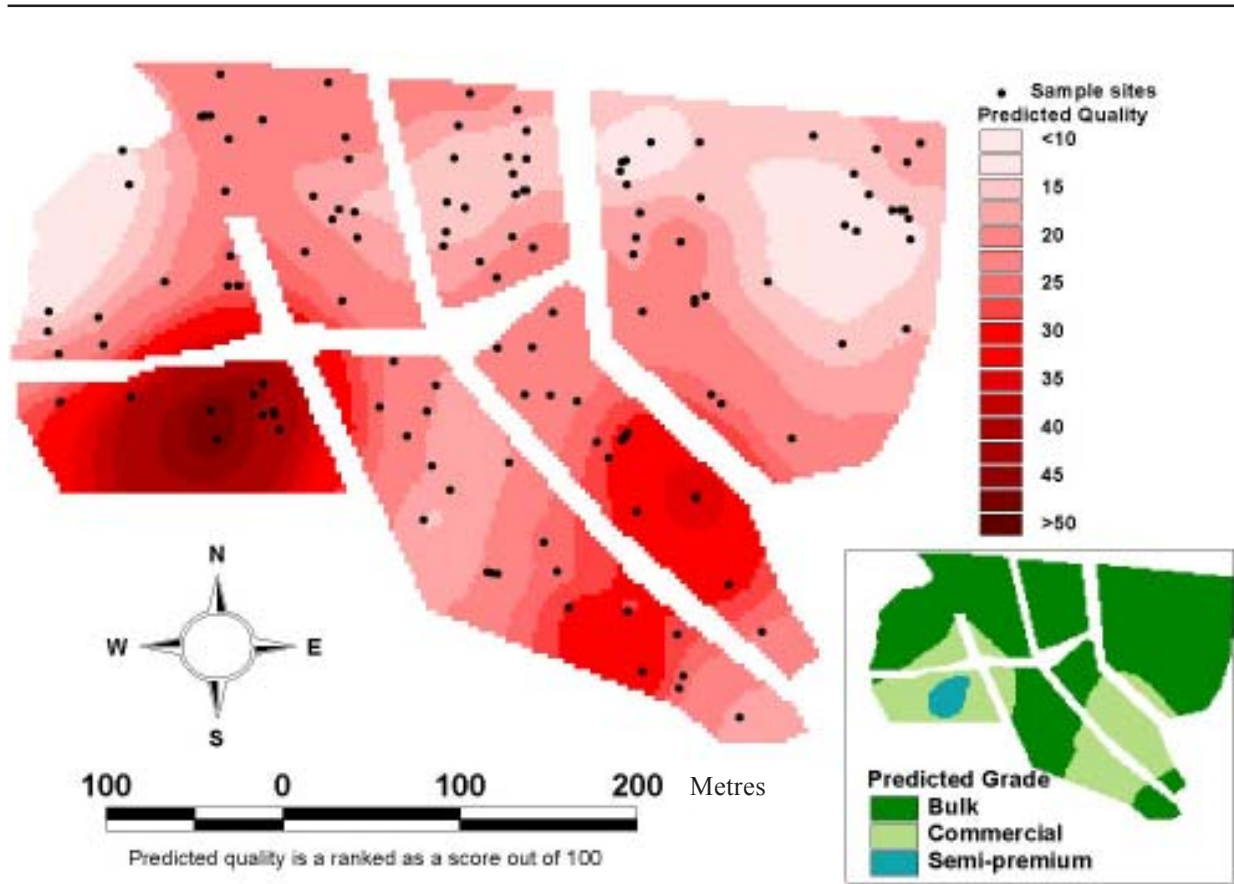 Sample sites
Predicted Quality
<10
15
20
25
30
35
40
45
>50
N
W E
S
100 0 100 200 Metres
Predicted quality is a ranked as a score out of 100
Predicted Grade
Bulk
Commercial
Semi-premium